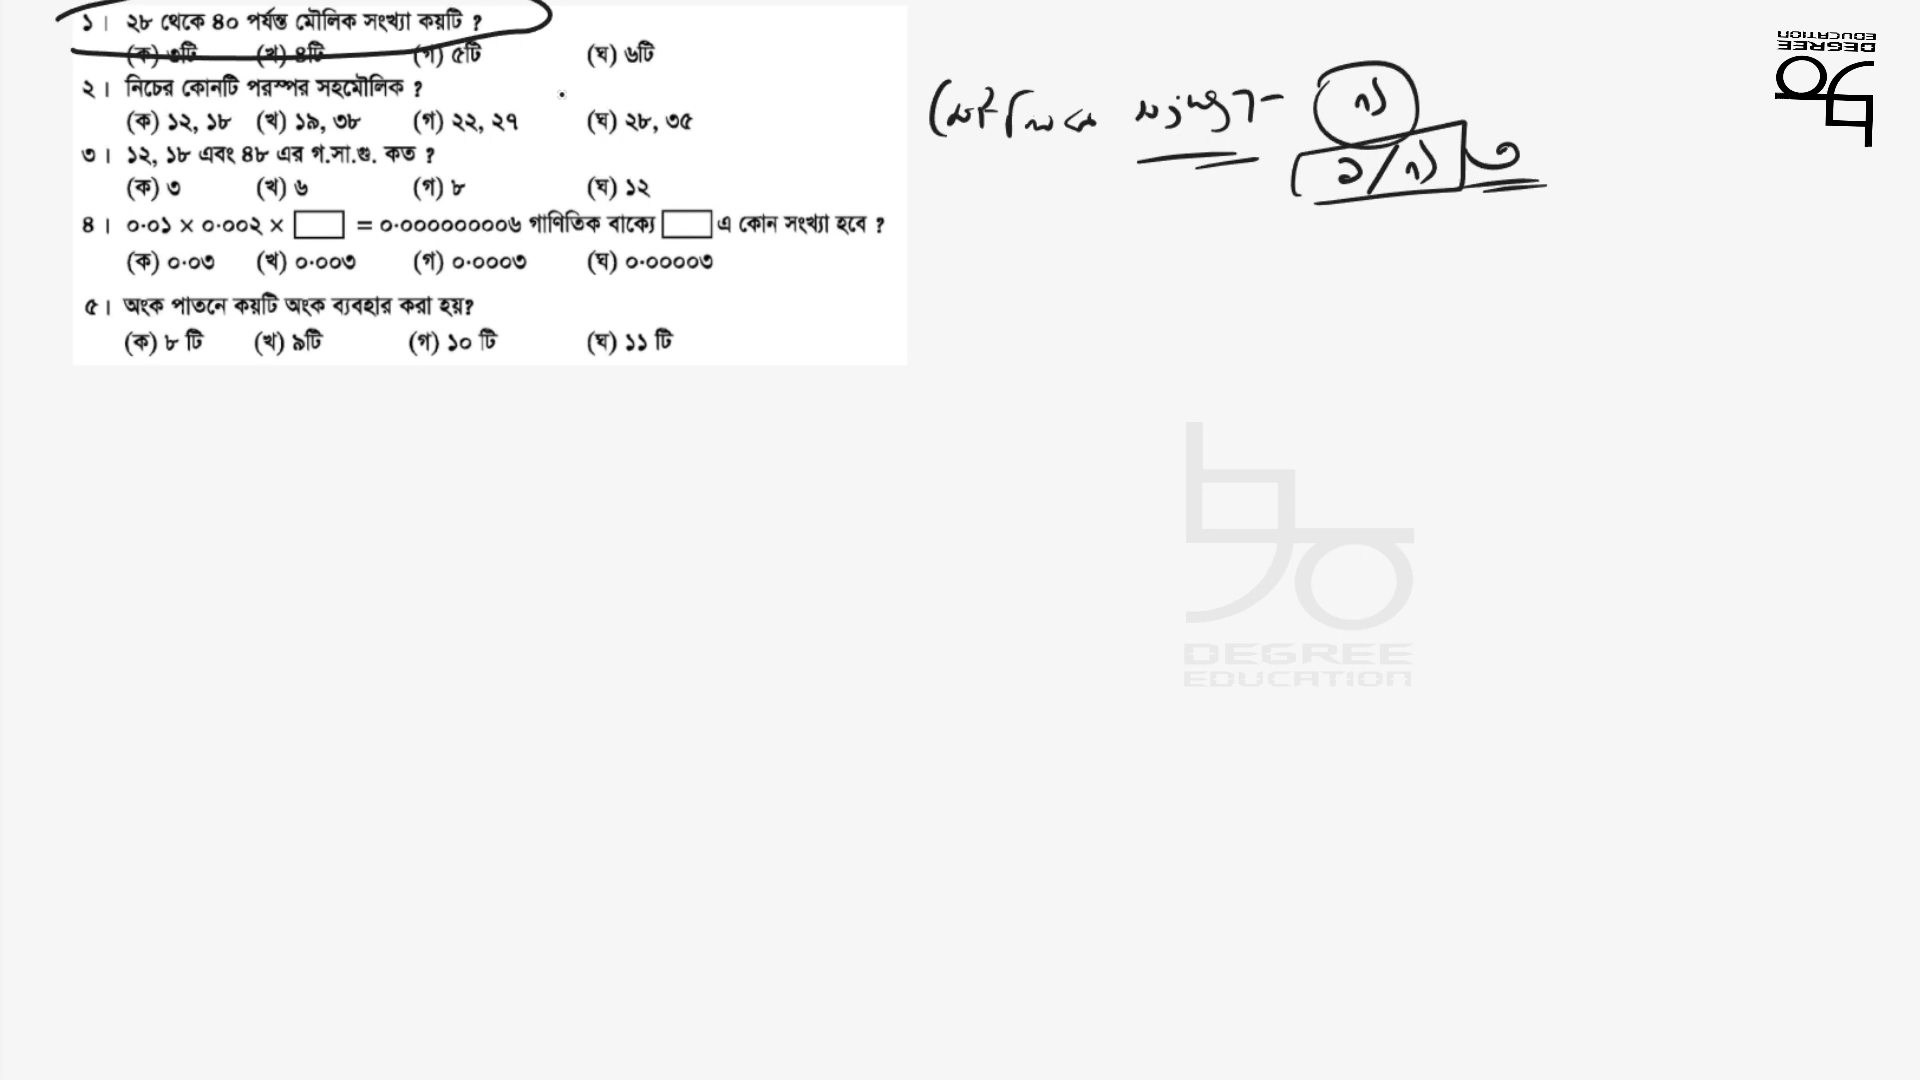 ১। ২৮ থেকে ৪০ পর্যন্ত মৌলিক সংখ্যা কয়টি ?
(ক) ৩টি (খ) ৪টি (গ) ৫টি (ঘ) ৬টি
২। নিচের কোনটি পরস্পর সহমৌলিক ?
(ক) ১২, ১৮ (খ) ১৯, ৩৮ (গ) ২২, ২৭ (ঘ) ২৮, ৩৫
৩। ১২, ১৮ এবং ৪৮ এর গ.সা.গু. কত ?
(ক) ৩ (খ) ৬ (গ) ৮ (ঘ) ১২
৪। ০·০১ × ০·০০২ × = ০·০০০০০০০০৬ গাণিতিক বাক্যে এ কোন সংখ্যা হবে ?
(ক) ০·০৩ (খ) ০·০০৩ (গ) ০·০০০৩ (ঘ) ০·০০০০৩
৫। অংক পাতনে কয়টি অংক ব্যবহার করা হয়?
(ক) ৮ টি (খ) ৯টি (গ) ১০ টি (ঘ) ১১ টি
DEGREE
EDUCATION
DEGREE
EDUCATION